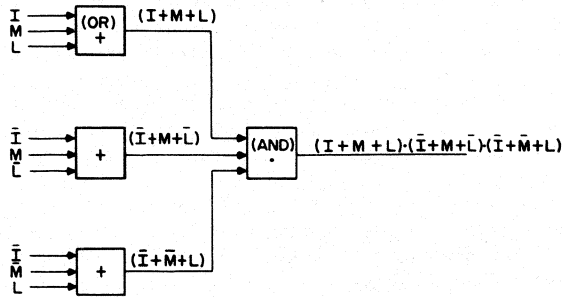 I
M
L
(OR)
+
(I+M+L)
Ī
M
L̄
+
(Ī+M+L̄)
(AND)
·
(I+M+L)·(Ī+M+L̄)·(Ī+M̄+L)
Ī
M̄
L
+
(Ī+M̄+L)